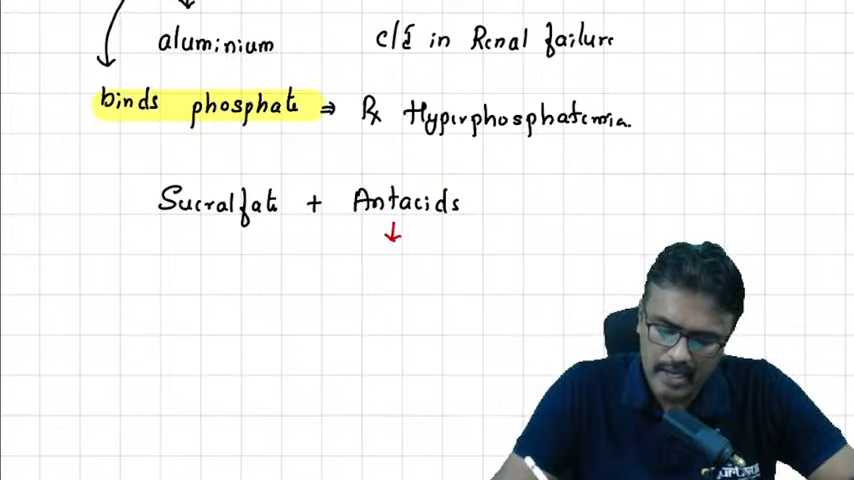 aluminium c/I in Renal failure
binds phosphate ⇒ Rx Hyperphosphatemia.
Sucralfate + Antacids